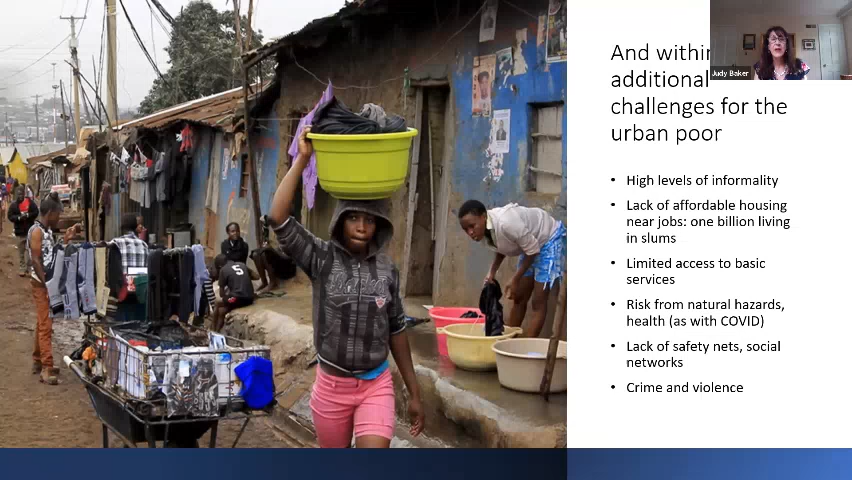 And within
additional
challenges for the
urban poor
Judy Baker
• High levels of informality
• Lack of affordable housing
near jobs: one billion living
in slums
• Limited access to basic
services
• Risk from natural hazards,
health (as with COVID)
• Lack of safety nets, social
networks
• Crime and violence
5